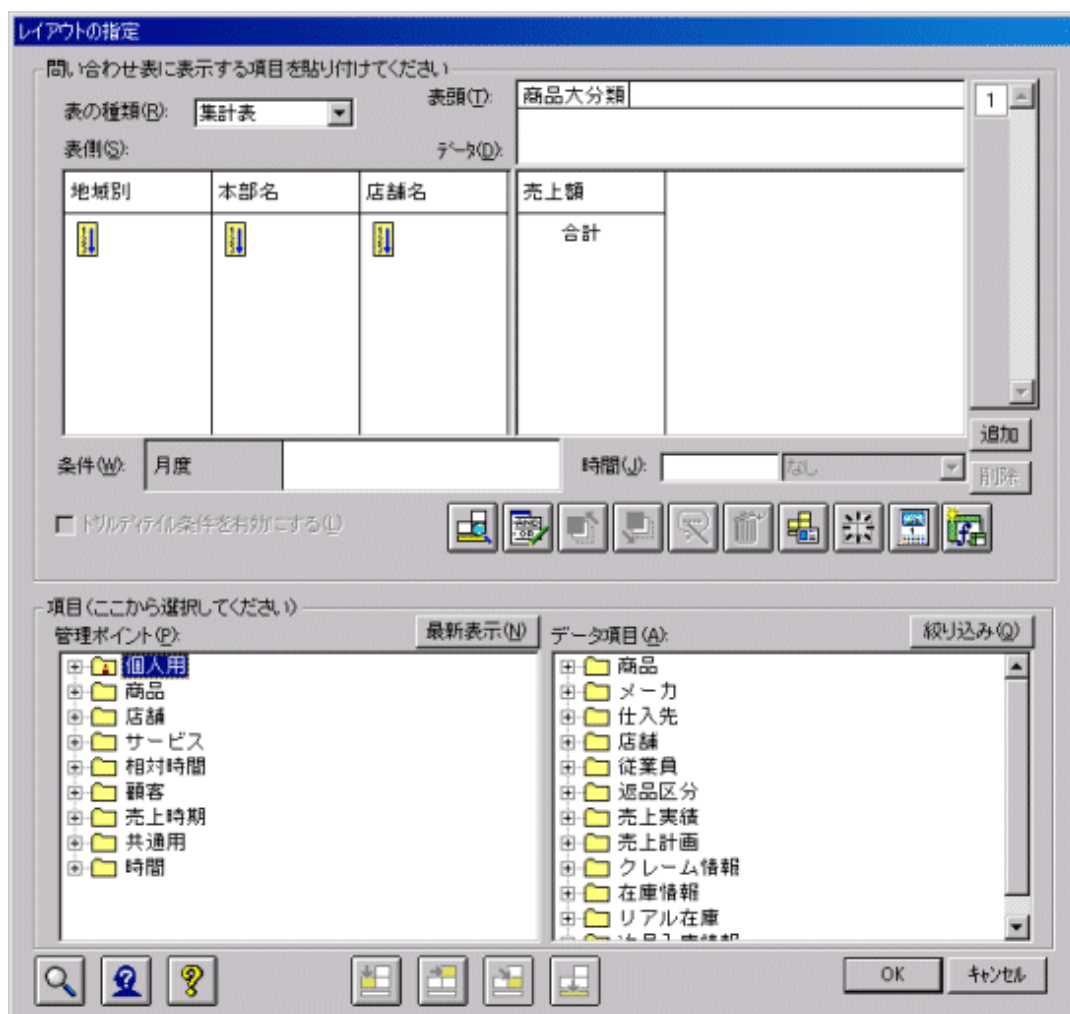 レイアウトの指定
問い合わせ表に表示する項目を貼り付けてください
表の種類(R): 集計表
表頭(T): 商品大分類
1
表側(S):
データ(D):
地域別 本部名 店舗名 売上額
合計
追加
条件(W): 月度
時間(J): なし
削除
ドリルディテイル条件を有効にする(L)
項目(ここから選択してください)
管理ポイント(P): 最新表示(N)
個人用
商品
店舗
サービス
相対時間
顧客
売上時期
共通用
時間
データ項目(A): 絞り込み(Q)
商品
メーカ
仕入先
店舗
従業員
返品区分
売上実績
売上計画
クレーム情報
在庫情報
リアル在庫
OK キャンセル